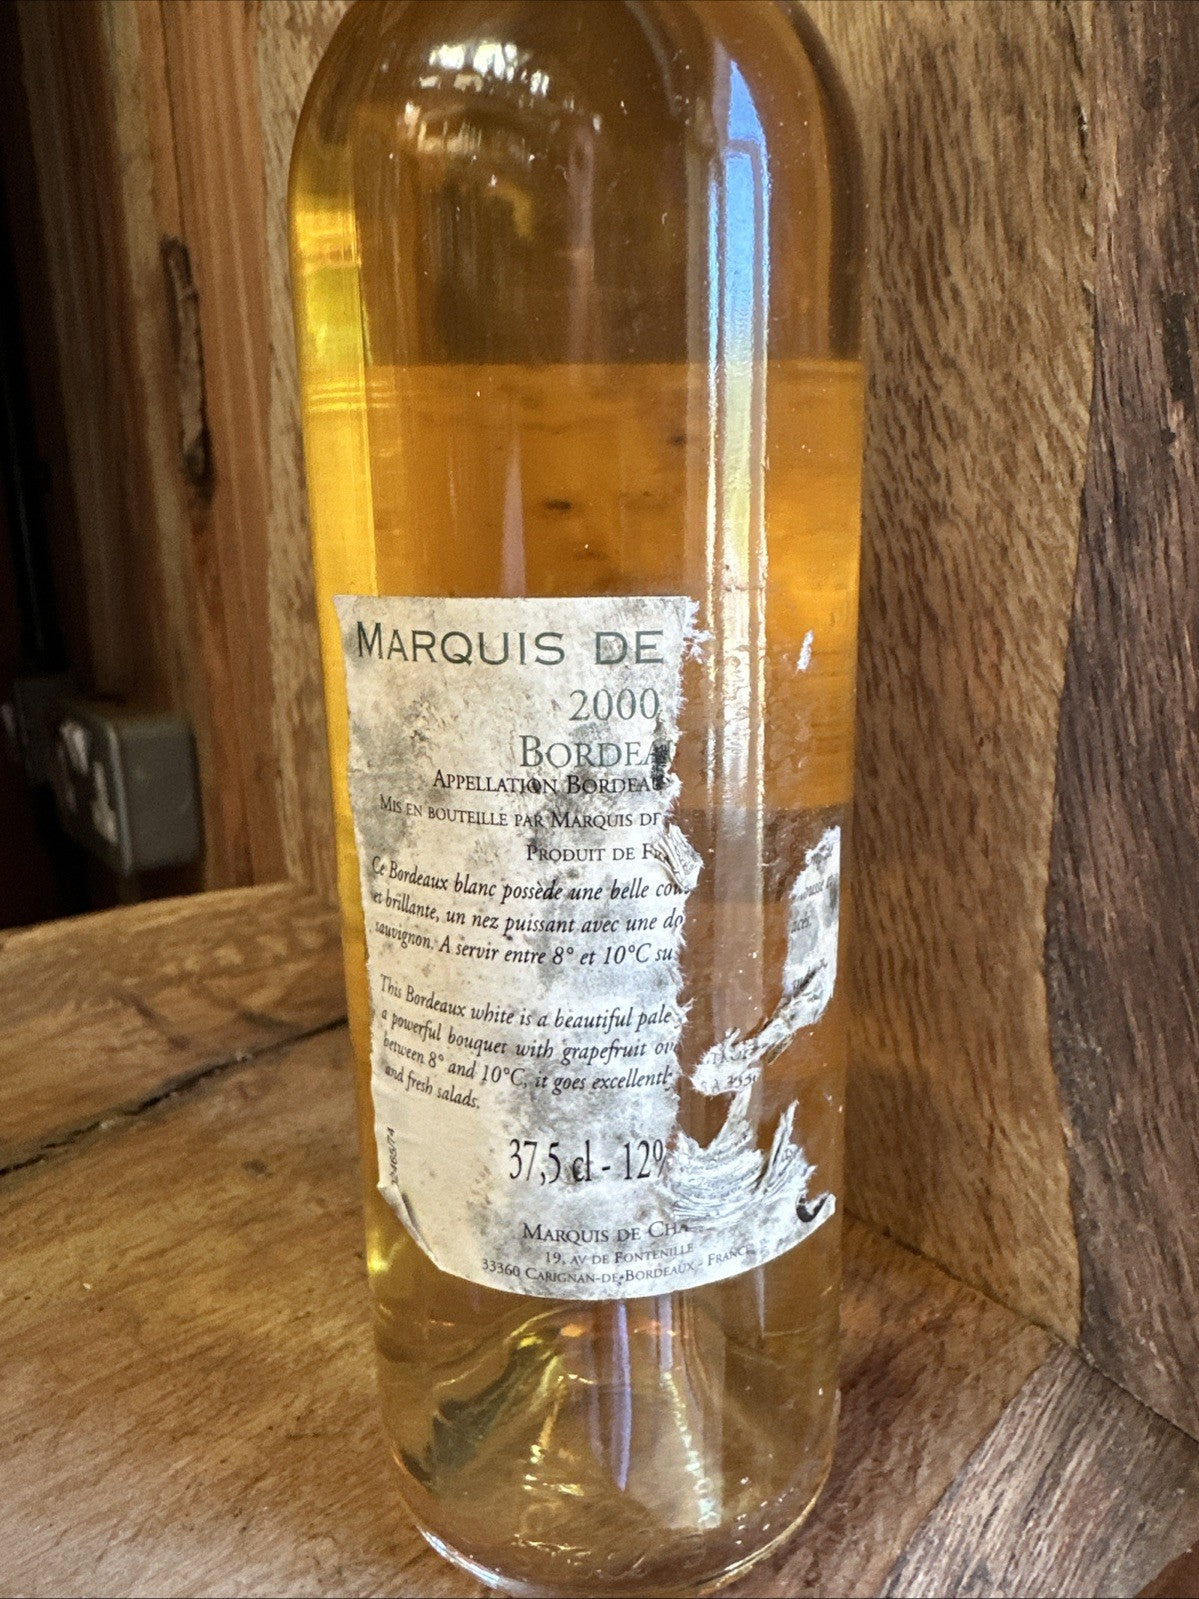 MARQUIS DE
2000
BORDEA
APPELLATION BORDEAU
MIS EN BOUTEILLE PAR MARQUIS DE
PRODUIT DE FR
Ce Bordeaux blanc possède une belle cou
et brillante, un nez puissant avec une do
sauvignon. A servir entre 8° et 10°C su
This Bordeaux white is a beautiful pale
a powerful bouquet with grapefruit ove
between 8° and 10°C, it goes excellently
and fresh salads.
37,5 cl - 12%
MARQUIS DE CHA
19, AV DE FONTENILLE
33360 CARIGNAN-DE-BORDEAUX - FRANCE